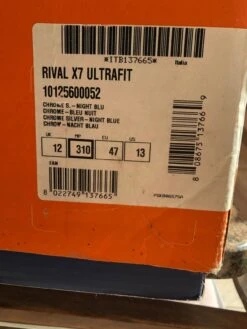 *ITB137665*
Italia
RIVAL X7 ULTRAFIT
10125600052
CHROME S.-NIGHT BLU
CHROME-BLEU NUIT
CHROME SILVER-NIGHT BLUE
CHROM-NACHT BLAU
UK MP EU US
12 310 47 13
EAN
8 022749 137665
8 08675 13766 9